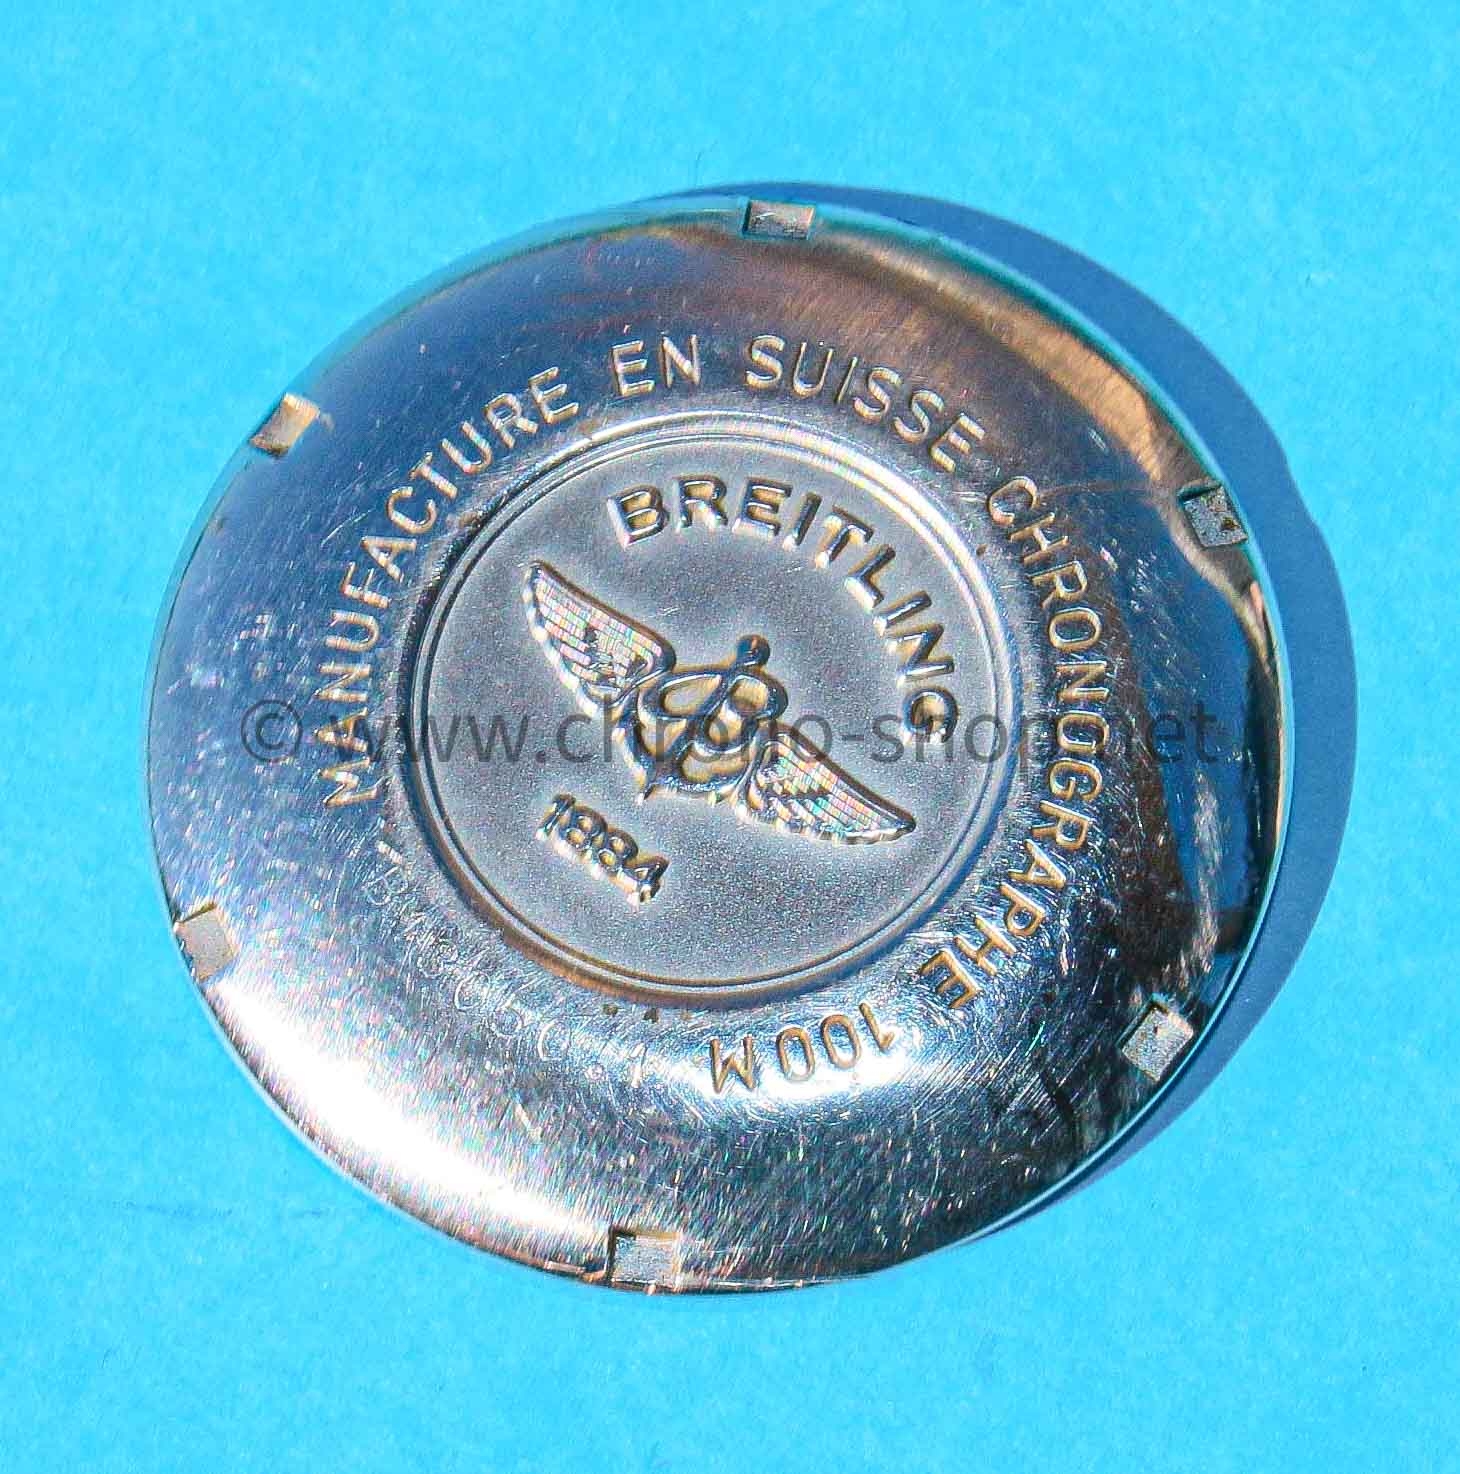 MANUFACTURE EN SUISSE CHRONOGRAPHE 100M
BREITLING
1884
© www.chrono-shop.net